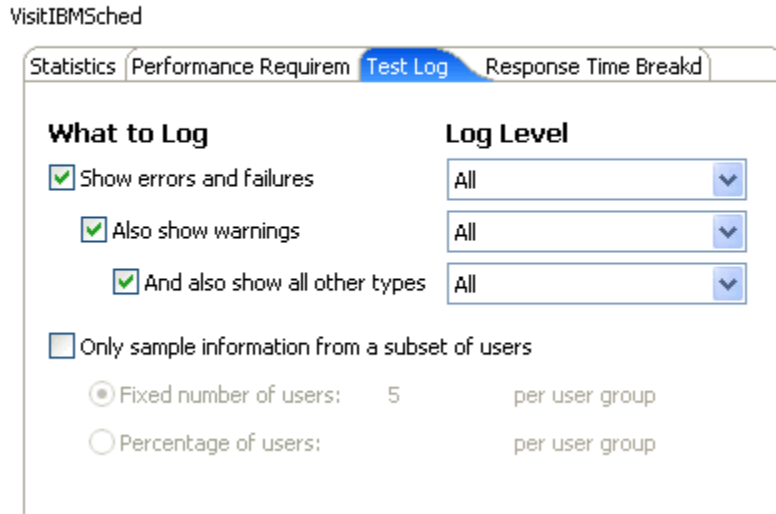 VisitIBMSched
Statistics Performance Requirem Test Log Response Time Breakd
What to Log Log Level
Show errors and failures All
Also show warnings All
And also show all other types All
Only sample information from a subset of users
Fixed number of users: 5 per user group
Percentage of users: per user group